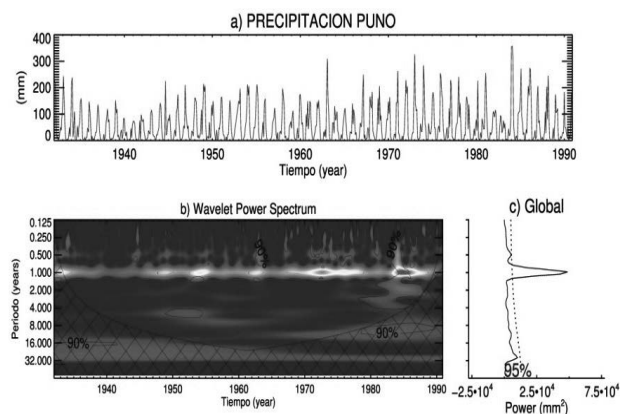 a) PRECIPITACION PUNO
(mm)
400
300
200
100
0
1940 1950 1960 1970 1980 1990
Tiempo (year)
b) Wavelet Power Spectrum
Periodo (years)
0.125
0.250
0.500
1.000
2.000
4.000
8.000
16.000
32.000
90%
90%
90%
90%
1940 1950 1960 1970 1980 1990
Tiempo (year)
c) Global
95%
-2.5•10⁴ 2.5•10⁴ 7.5•10⁴
Power (mm²)